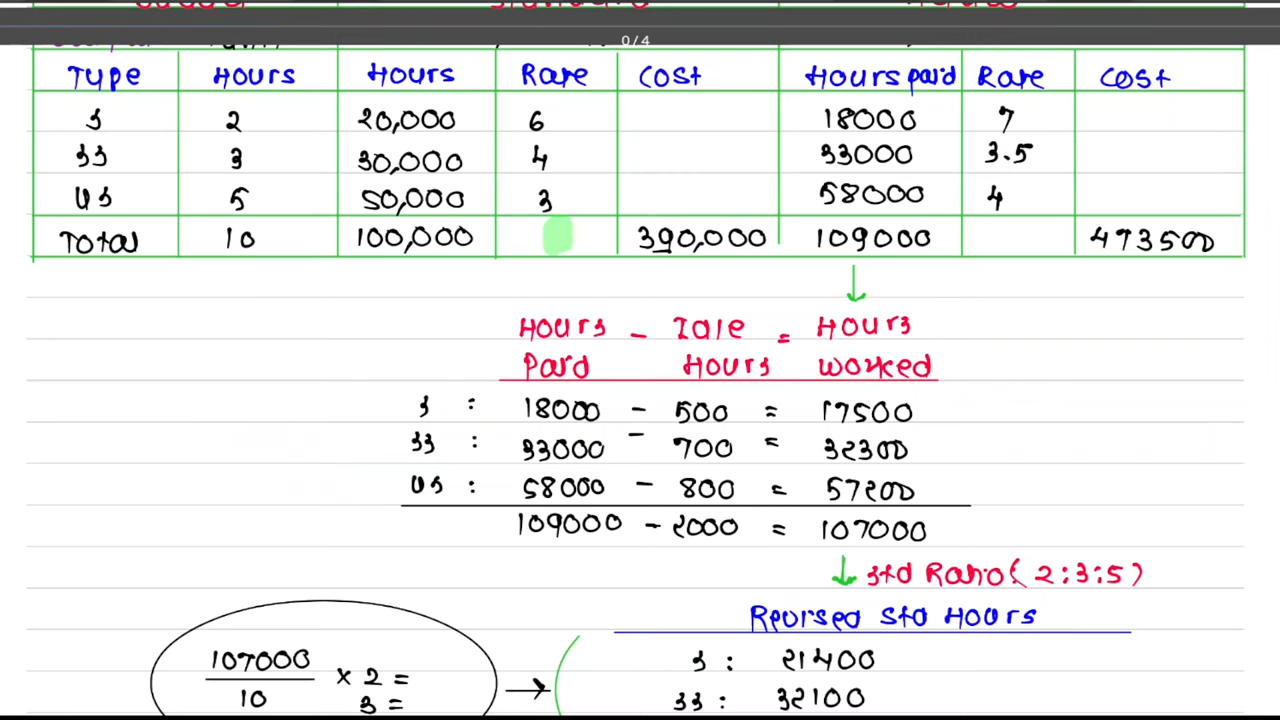 0/4
Type Hours Hours Rate Cost Hours paid Rate Cost
S 2 20,000 6 18000 7
SS 3 30,000 4 33000 3.5
US 5 50,000 3 58000 4
Total 10 100,000 390,000 109000 473500
Hours - Idle = Hours
Paid Hours worked
S : 18000 - 500 = 17500
SS : 33000 - 700 = 32300
US : 58000 - 800 = 57200
109000 - 2000 = 107000
Std Ratio (2:3:5)
Revised Std Hours
107000
10
× 2 =
3 =
S : 21400
SS : 32100